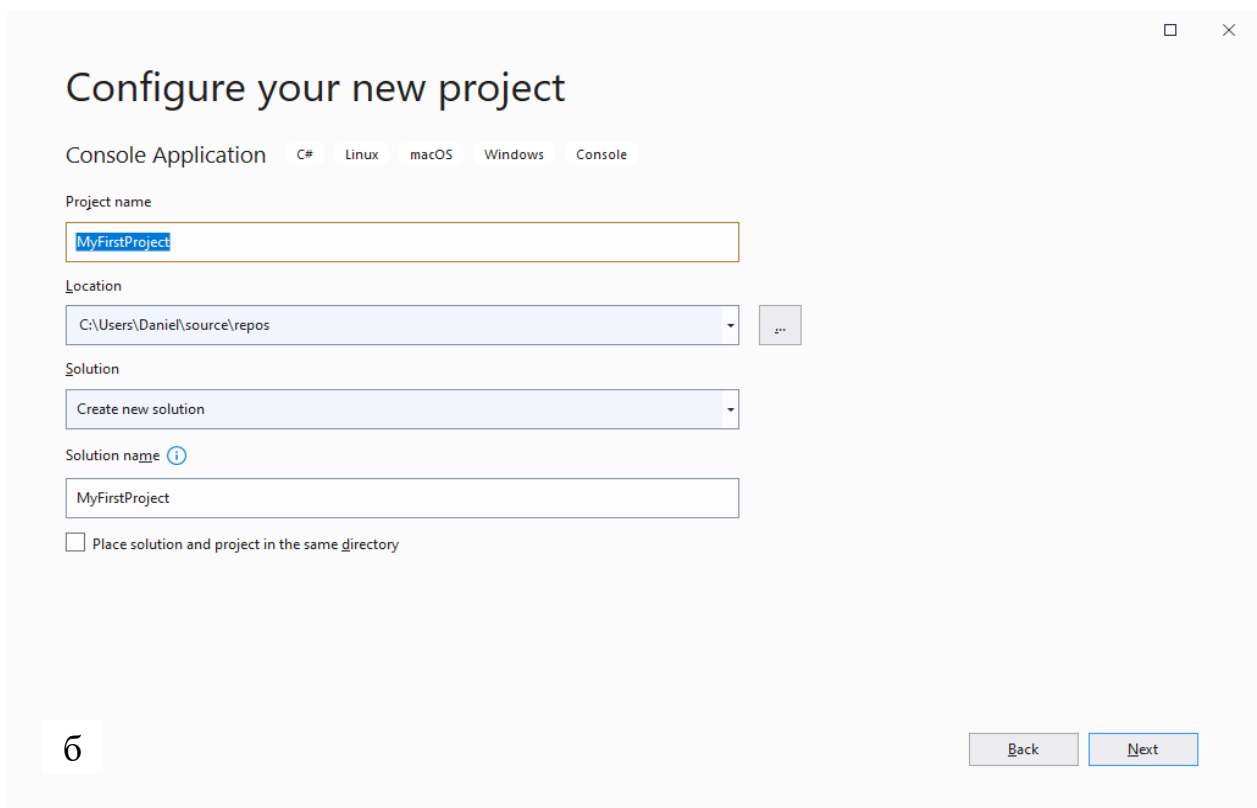 Configure your new project
Console Application C# Linux macOS Windows Console
Project name
MyFirstProject
Location
C:\Users\Daniel\source\repos
...
Solution
Create new solution
Solution name
MyFirstProject
Place solution and project in the same directory
б
Back Next